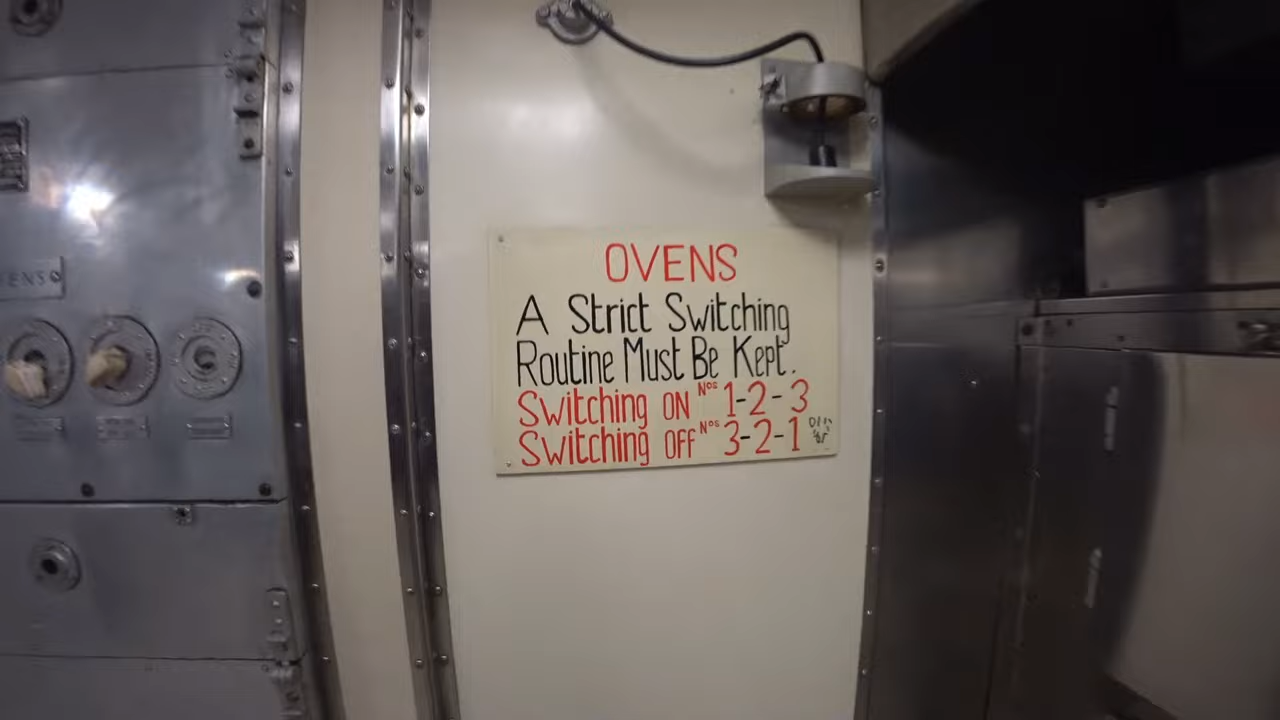 OVENS
A Strict Switching
Routine Must Be Kept.
Switching ON Nos 1-2-3
Switching OFF Nos 3-2-1